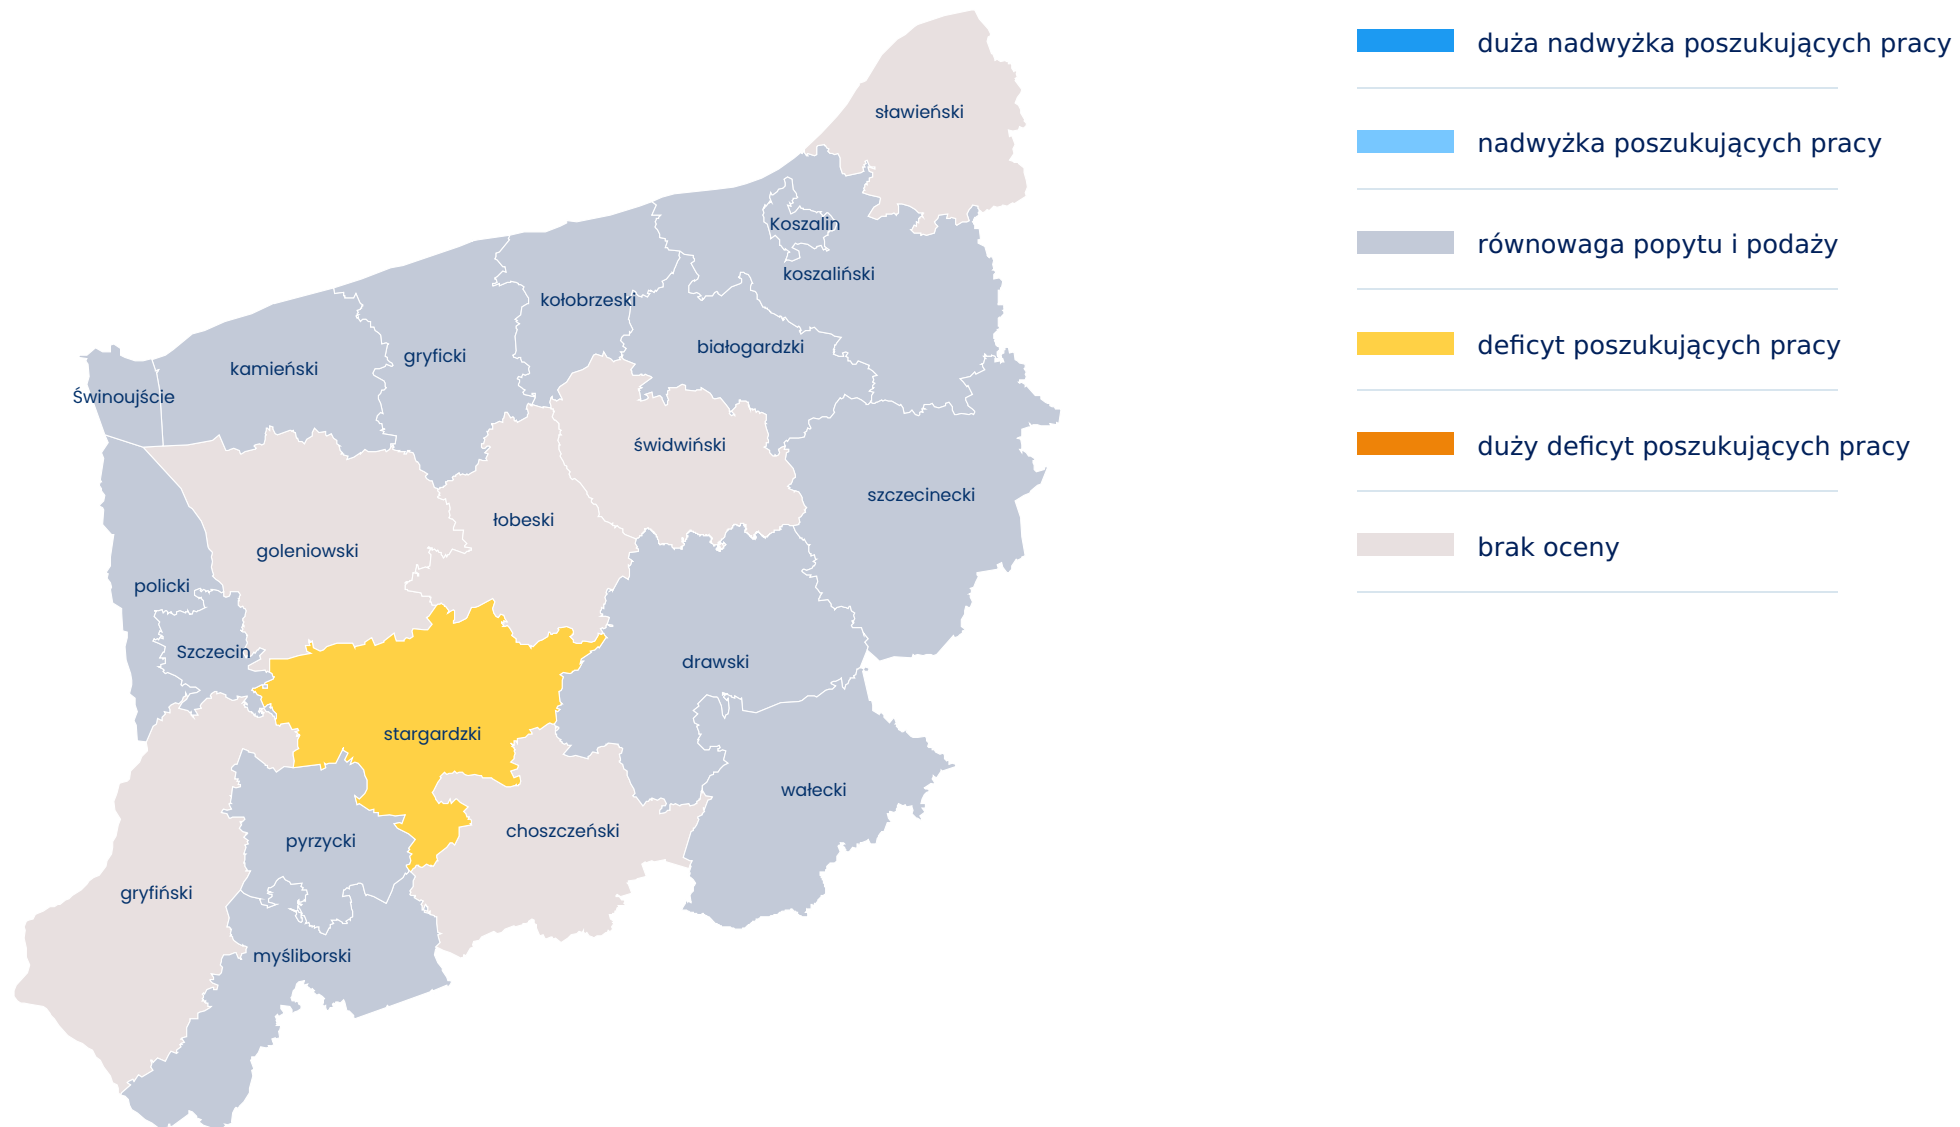 sławieński
Koszalin
koszaliński
kołobrzeski
białogardzki
gryficki
kamieński
Świnoujście
świdwiński
szczecinecki
łobeski
goleniowski
policki
Szczecin
drawski
stargardzki
wałecki
choszczeński
pyrzycki
gryfiński
myśliborski
duża nadwyżka poszukujących pracy
nadwyżka poszukujących pracy
równowaga popytu i podaży
deficyt poszukujących pracy
duży deficyt poszukujących pracy
brak oceny